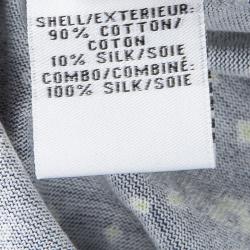 SHELL/EXTERIEUR:
90% COTTON/
COTON
10% SILK/SOIE
COMBO/COMBINÉ:
100% SILK/SOIE